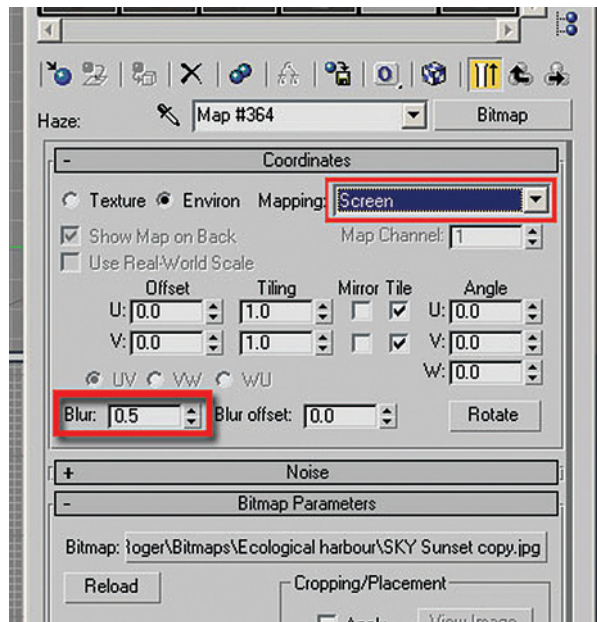 Haze: Map #364 Bitmap
- Coordinates
Texture Environ Mapping: Screen
Show Map on Back Map Channel: 1
Use Real-World Scale
Offset Tiling Mirror Tile Angle
U: 0.0 1.0 U: 0.0
V: 0.0 1.0 V: 0.0
W: 0.0
UV VW WU
Blur: 0.5 Blur offset: 0.0 Rotate
+ Noise
- Bitmap Parameters
Bitmap: \Bitmaps\Ecological harbour\SKY Sunset copy.jpg
Reload Cropping/Placement
View Image